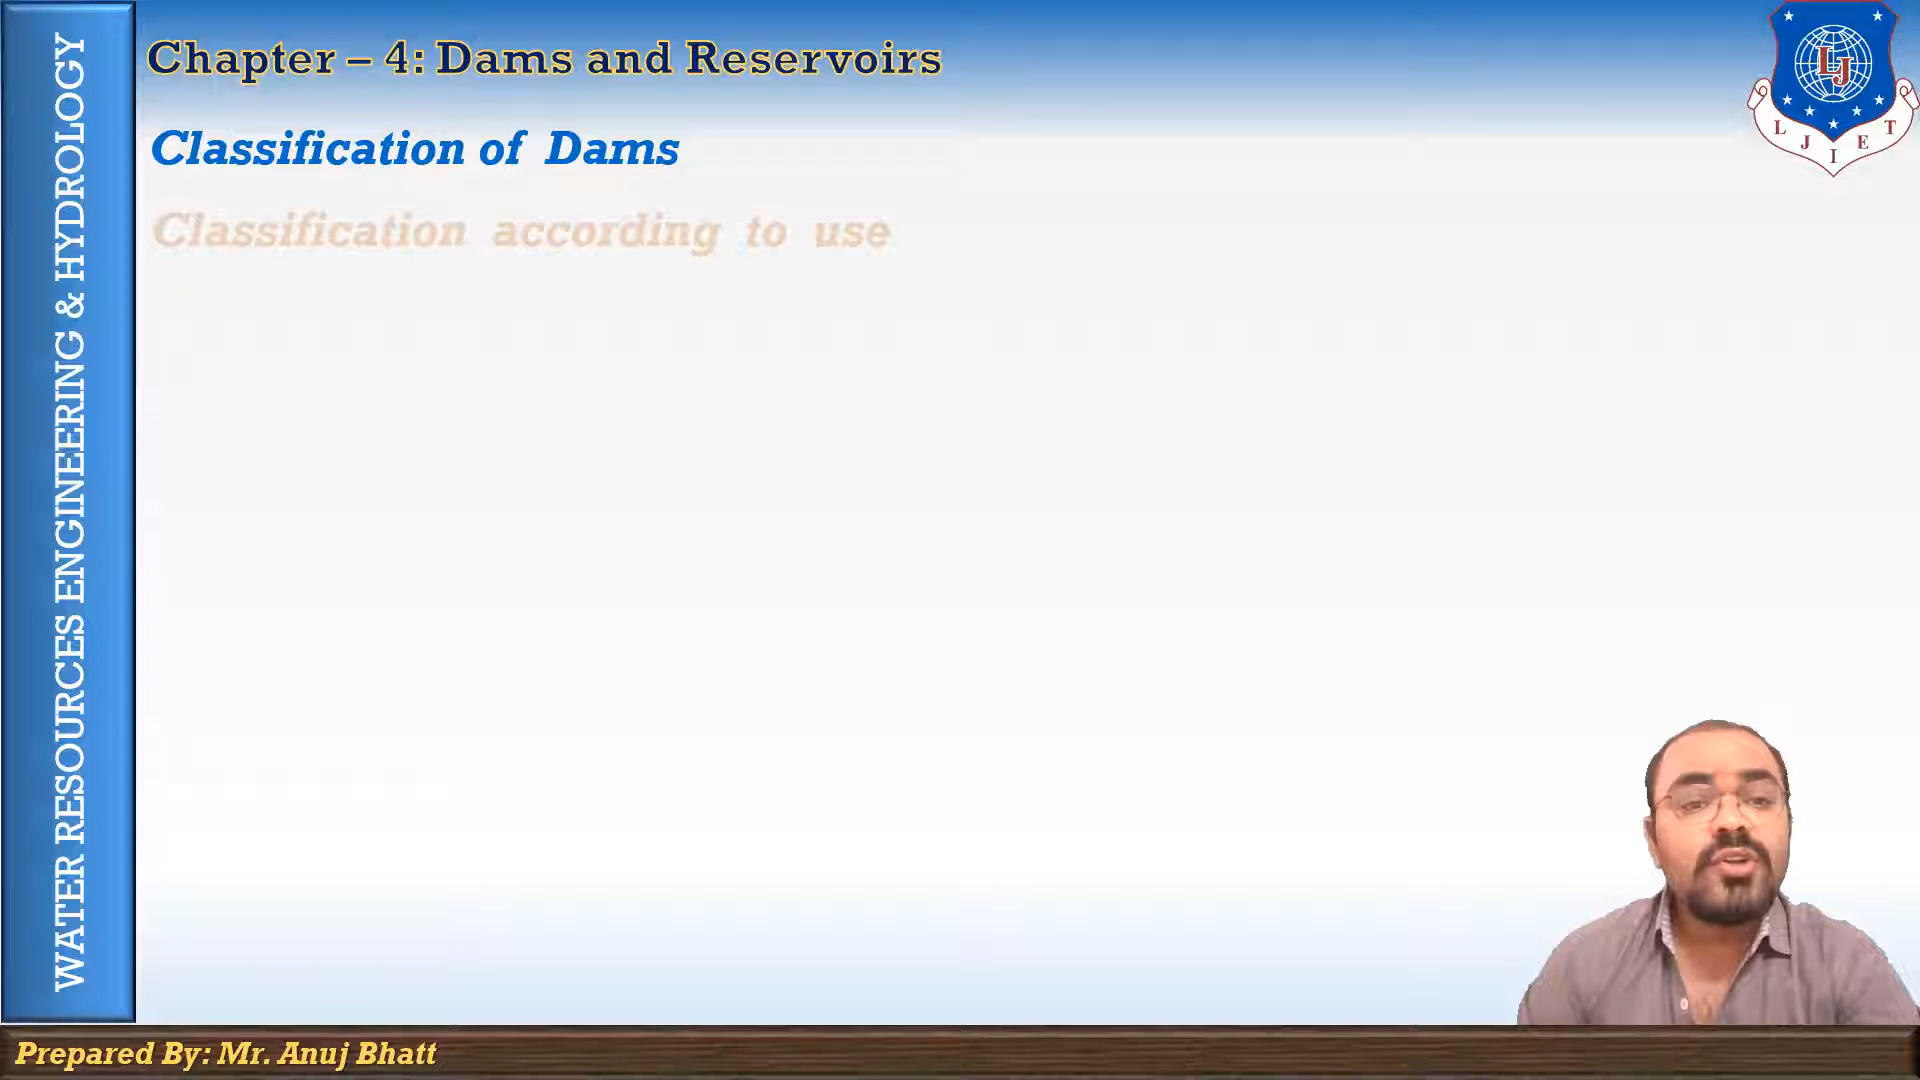 Chapter – 4: Dams and Reservoirs
Classification of Dams
Classification according to use
WATER RESOURCES ENGINEERING & HYDROLOGY
LJ
L J I E T
Prepared By: Mr. Anuj Bhatt